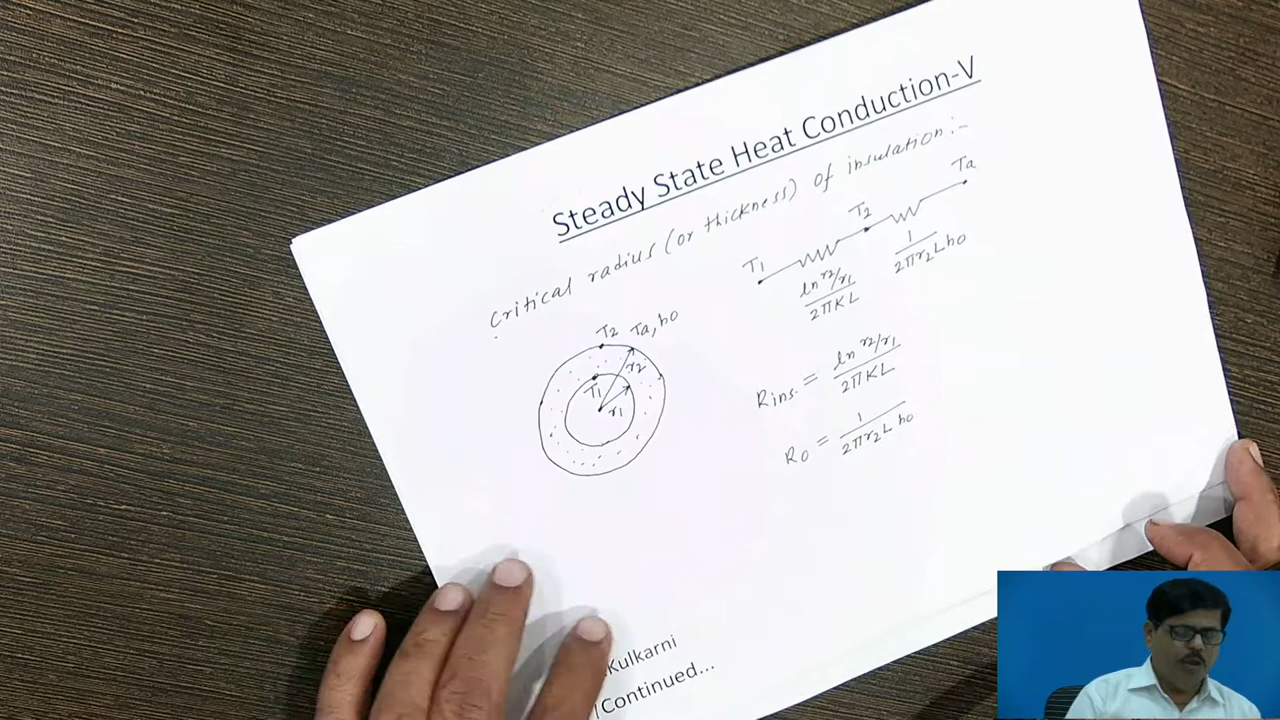 Steady State Heat Conduction-V
Critical radius (or thickness) of insulation :-
T1
T2
Ta
ln r2/r1
2πKL
1
2πr2Lho
T2
Ta, ho
T1
r2
r1
Rins. = ln r2/r1
2πKL
Ro = 1
2πr2Lho
Kulkarni
Continued...